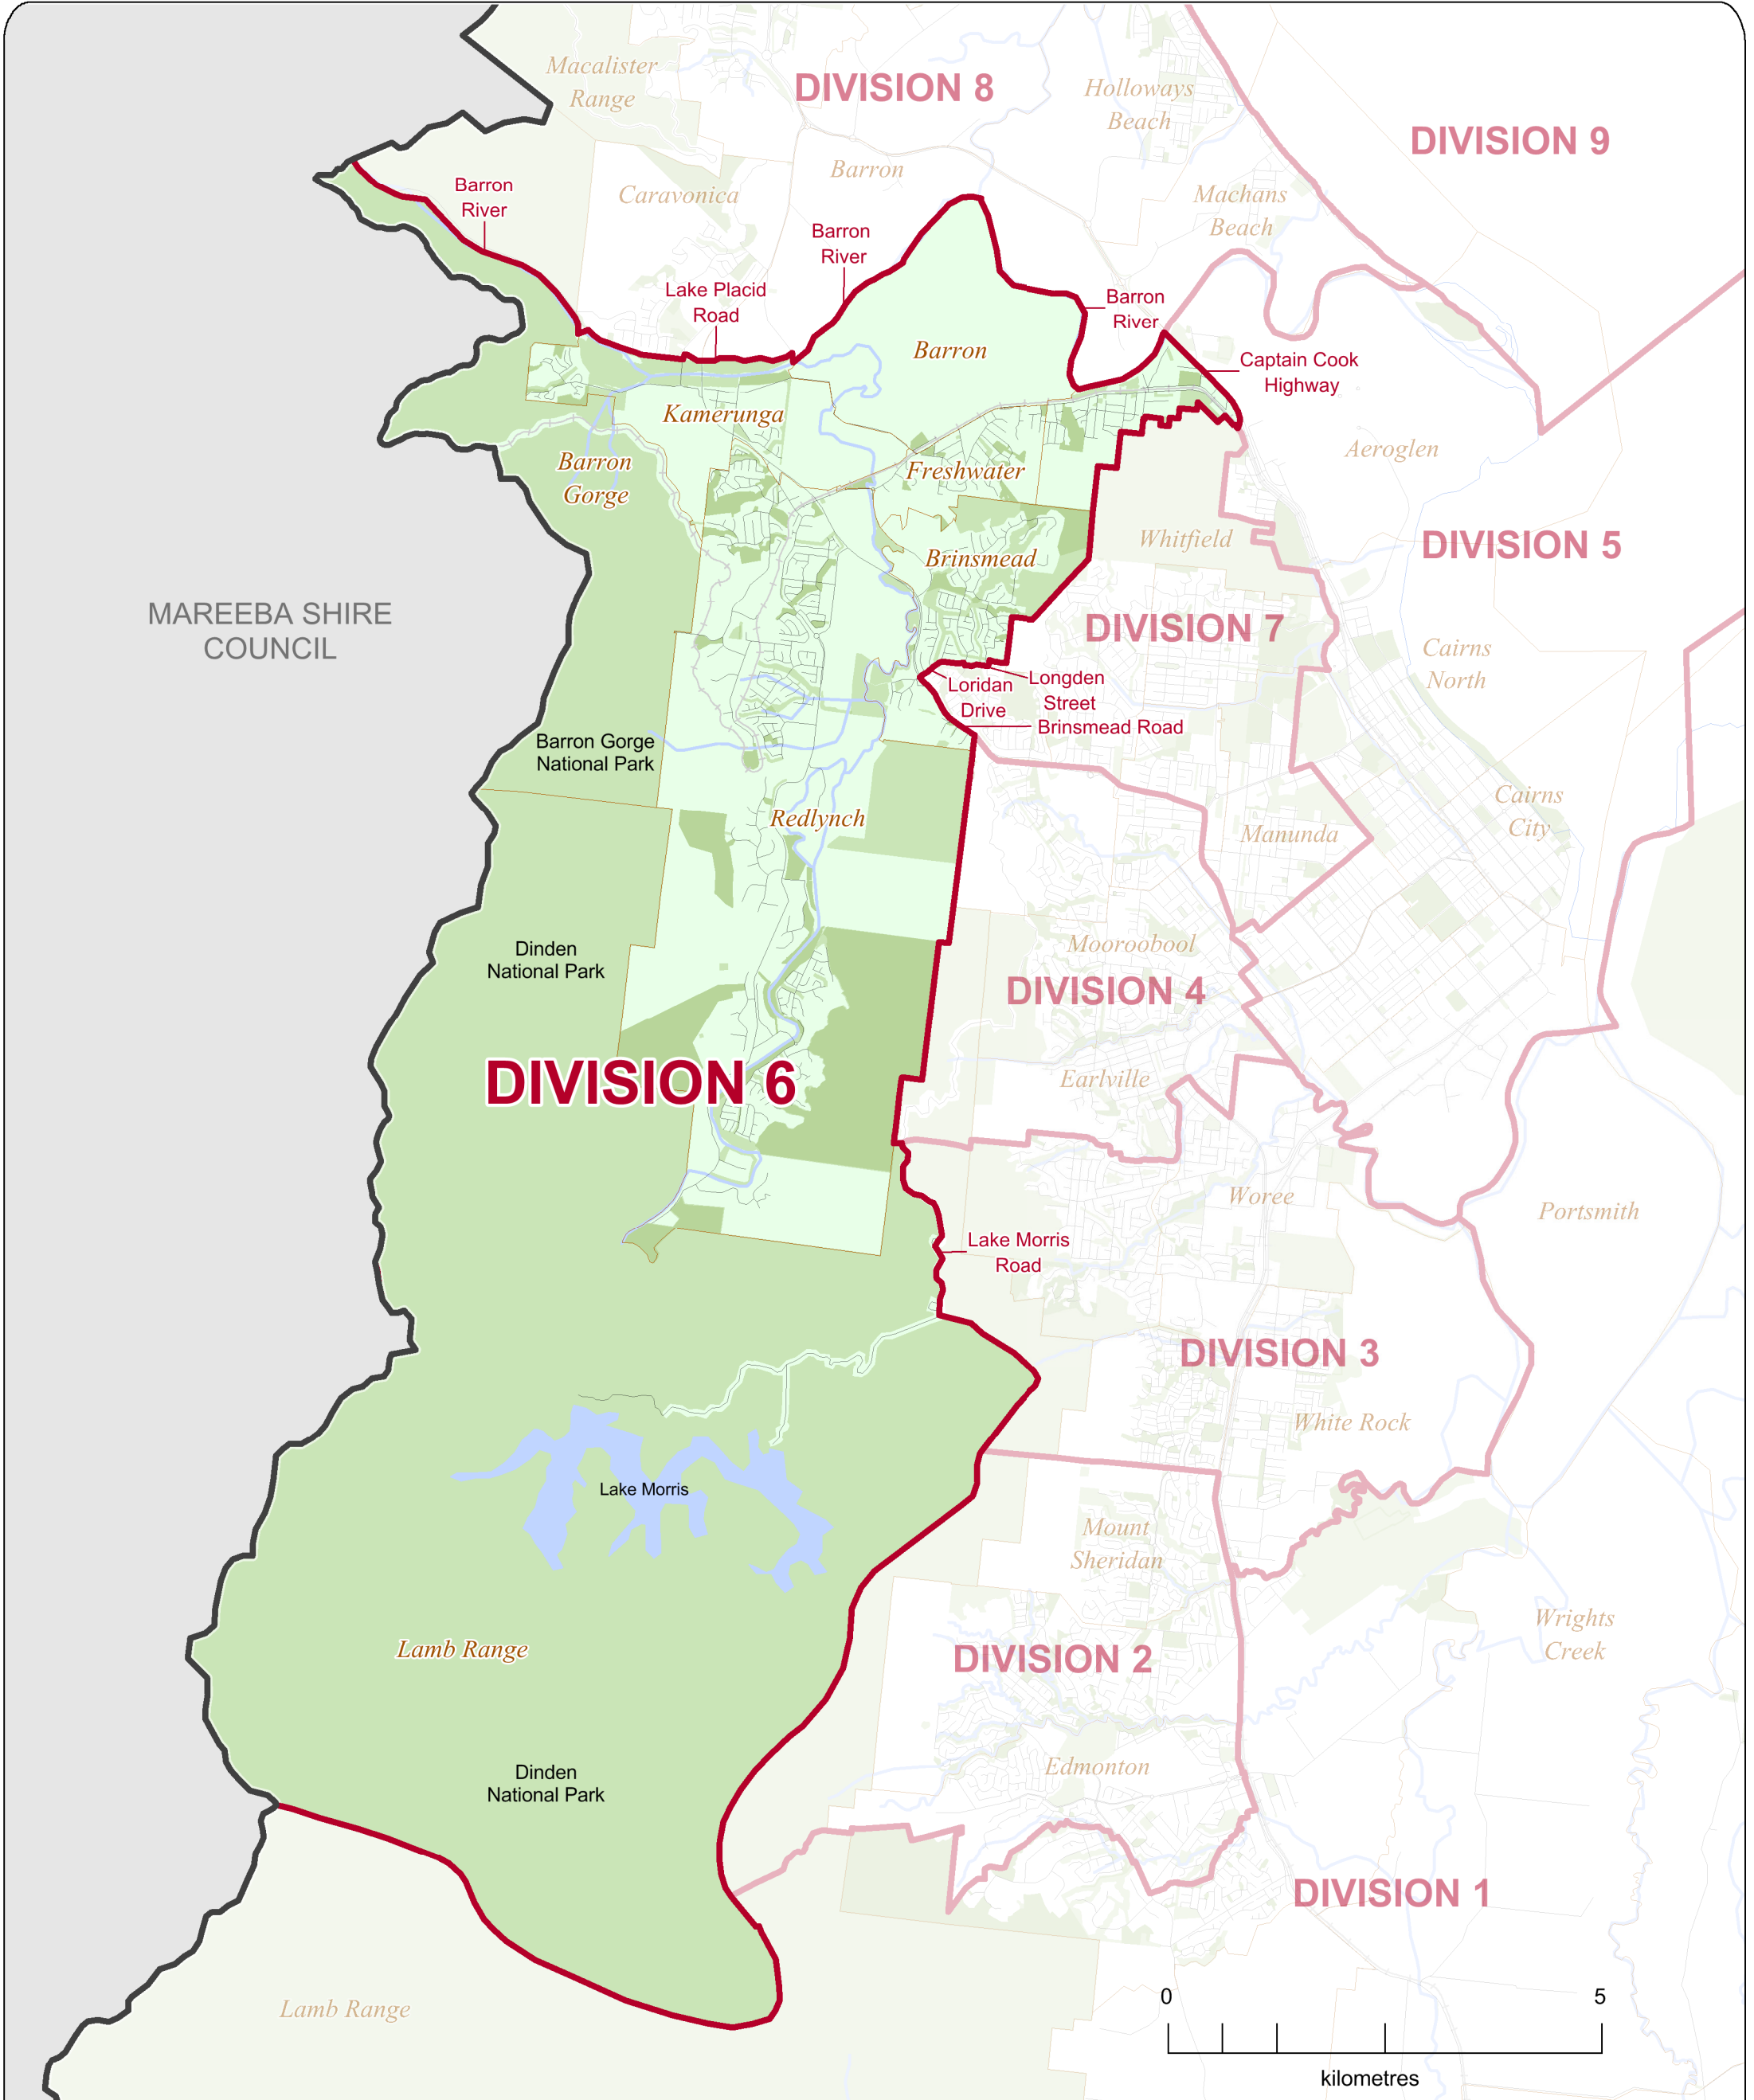 Macalister
Range
DIVISION 8
Holloways
Beach
DIVISION 9
Barron
Caravonica
Machans
Beach
Barron
River
Barron
River
Lake Placid
Road
Barron
River
Barron
Captain Cook
Highway
Kamerunga
Aeroglen
Barron
Gorge
Freshwater
Whitfield
DIVISION 5
Brinsmead
MAREEBA SHIRE
COUNCIL
DIVISION 7
Cairns
North
Loridan
Drive
Longden
Street
Brinsmead Road
Barron Gorge
National Park
Redlynch
Cairns
City
Manunda
Dinden
National Park
Mooroobool
DIVISION 4
DIVISION 6
Earlville
Woree
Portsmith
Lake Morris
Road
DIVISION 3
White Rock
Lake Morris
Mount
Sheridan
Wrights
Creek
Lamb Range
DIVISION 2
Dinden
National Park
Edmonton
DIVISION 1
Lamb Range
0 5
kilometres